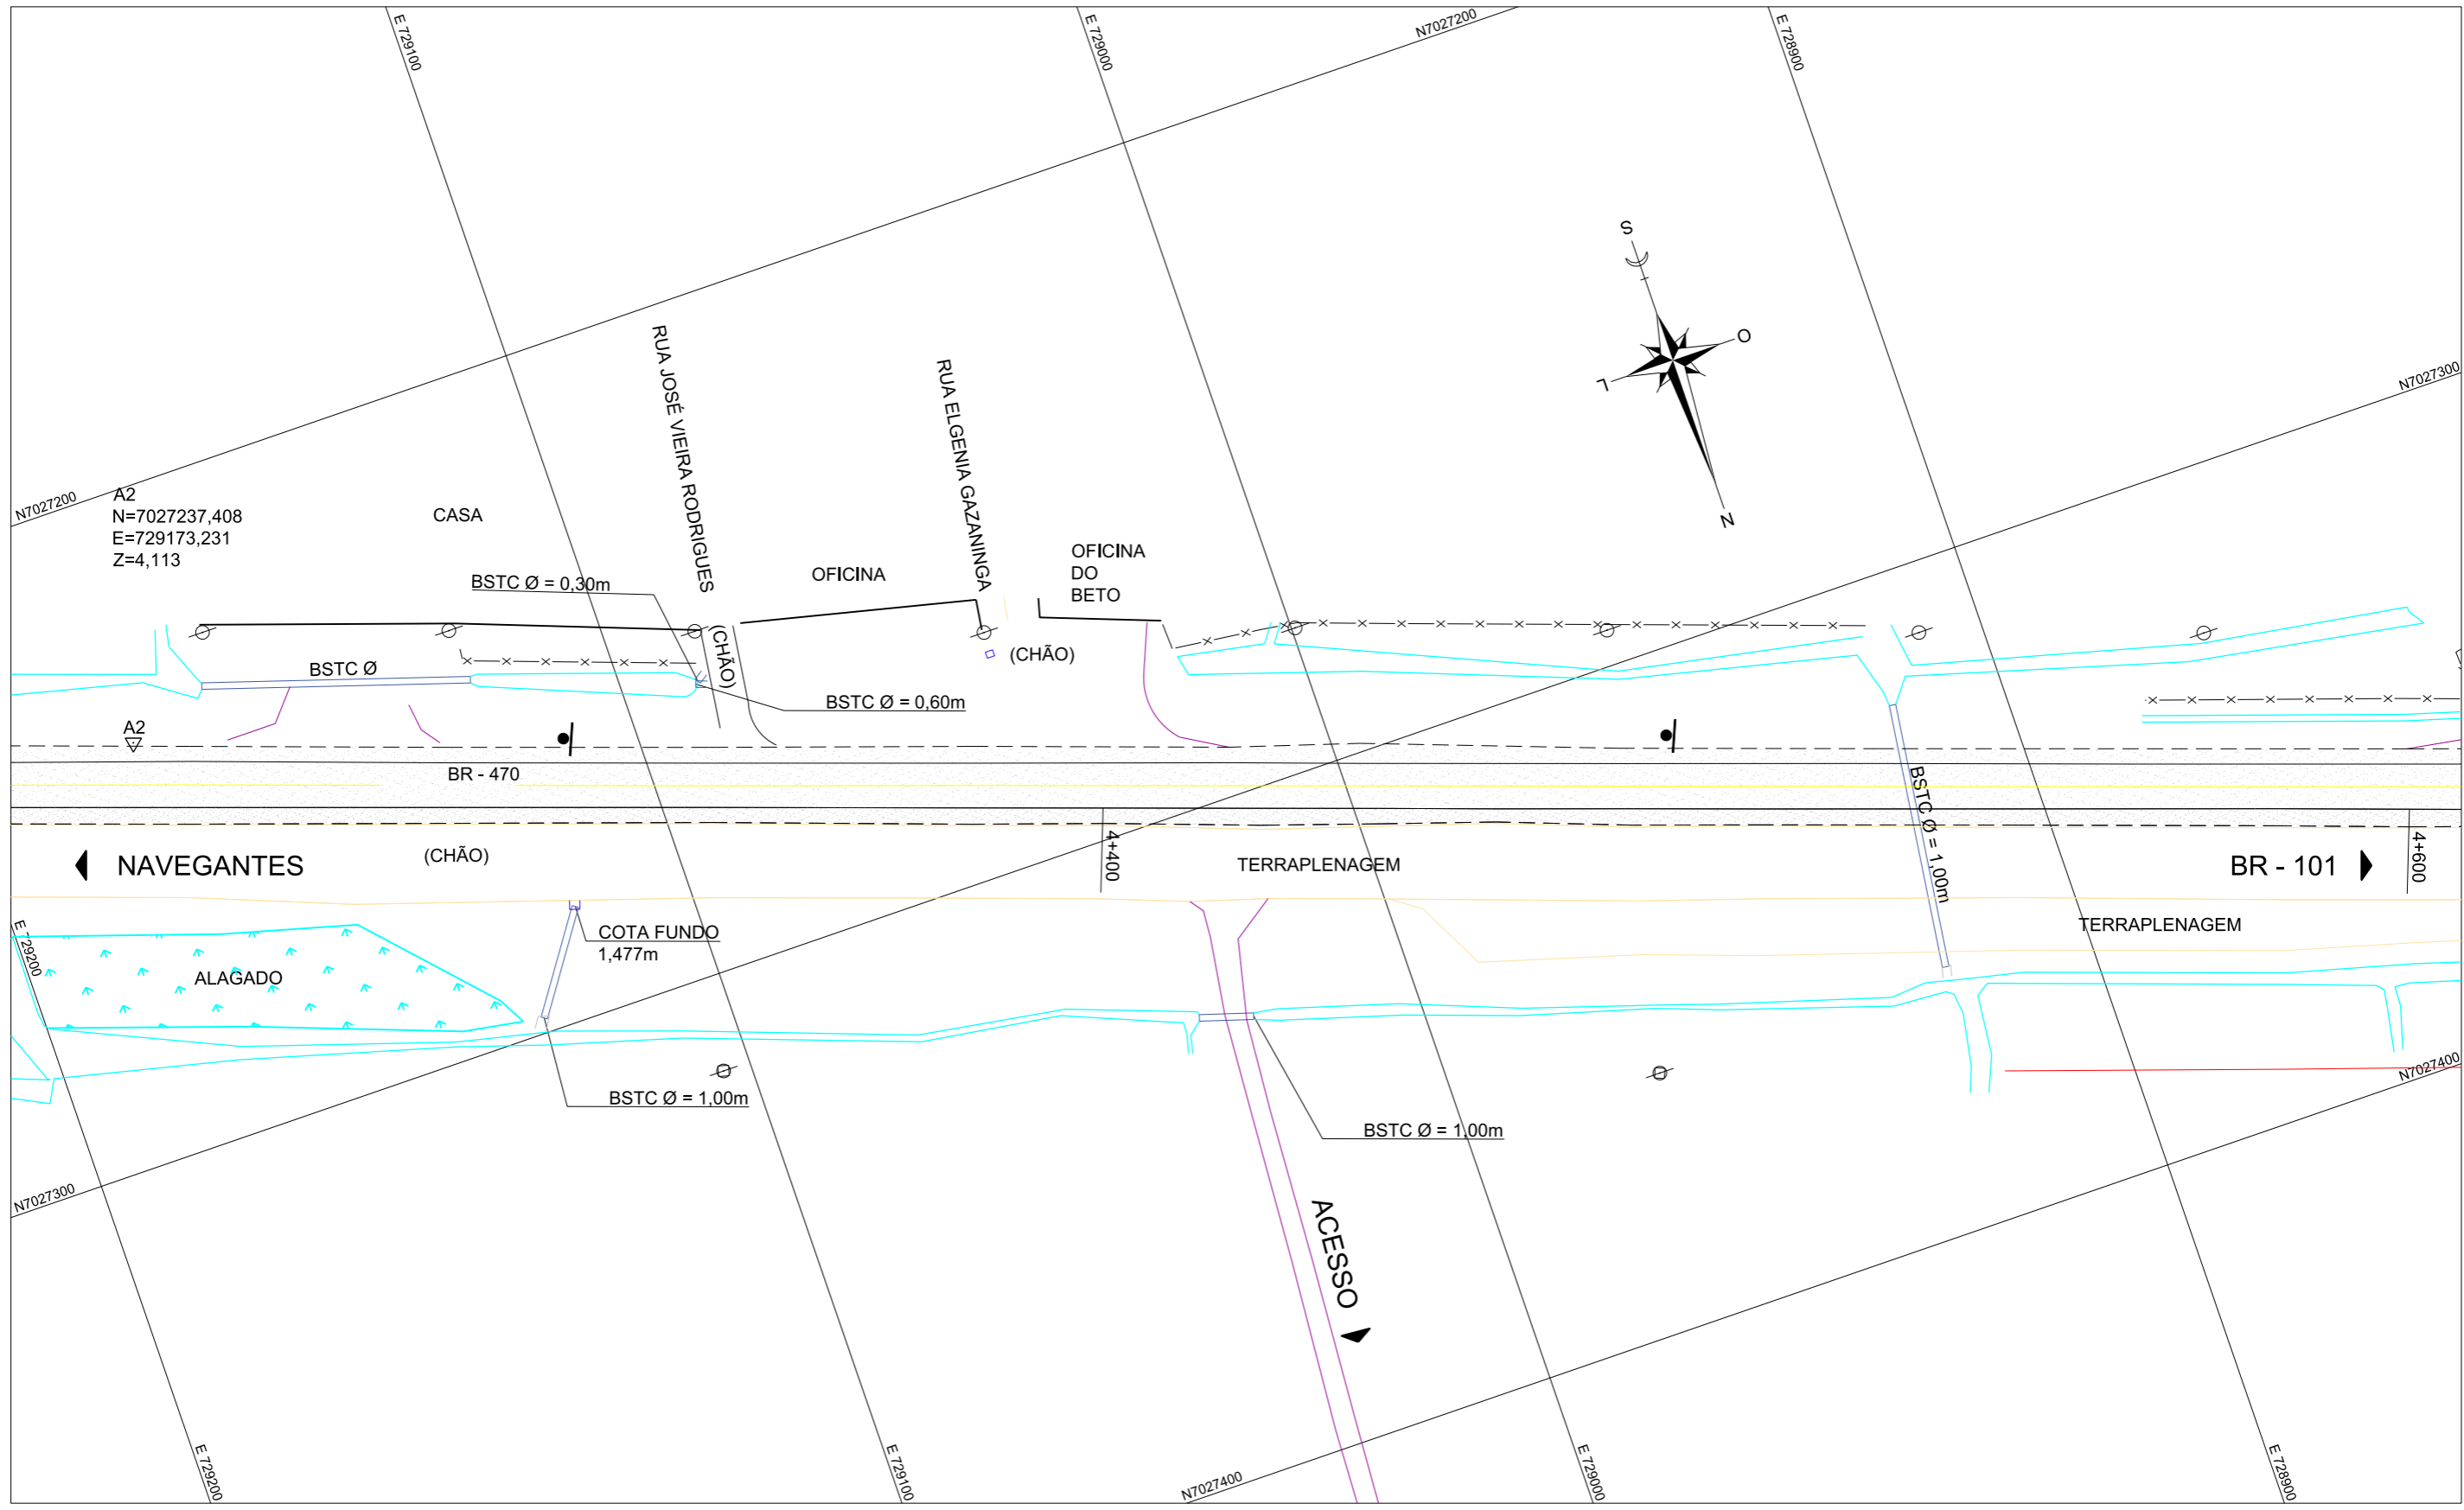 E 729100
E 729000
N7027200
E 728900
S
O
L
N
N7027300
N7027200
A2
N=7027237,408
E=729173,231
Z=4,113
CASA
RUA JOSÉ VIEIRA RODRIGUES
(CHÃO)
RUA ELGENIA GAZANINGA
OFICINA
OFICINA
DO
BETO
BSTC Ø = 0,30m
(CHÃO)
BSTC Ø
BSTC Ø = 0,60m
A2
BR - 470
BSTC Ø = 1,00m
NAVEGANTES
(CHÃO)
4+400
TERRAPLENAGEM
BR - 101
4+600
E 729200
COTA FUNDO
1,477m
TERRAPLENAGEM
ALAGADO
N7027400
BSTC Ø = 1,00m
BSTC Ø = 1,00m
N7027300
ACESSO
E 729200
E 729100
N7027400
E 729000
E 728900